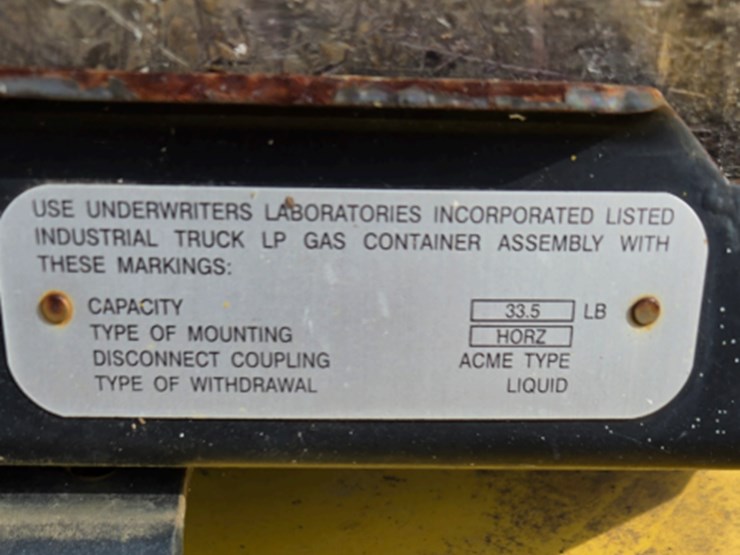 USE UNDERWRITERS LABORATORIES INCORPORATED LISTED
INDUSTRIAL TRUCK LP GAS CONTAINER ASSEMBLY WITH
THESE MARKINGS:
CAPACITY 33.5 LB
TYPE OF MOUNTING HORZ
DISCONNECT COUPLING ACME TYPE
TYPE OF WITHDRAWAL LIQUID